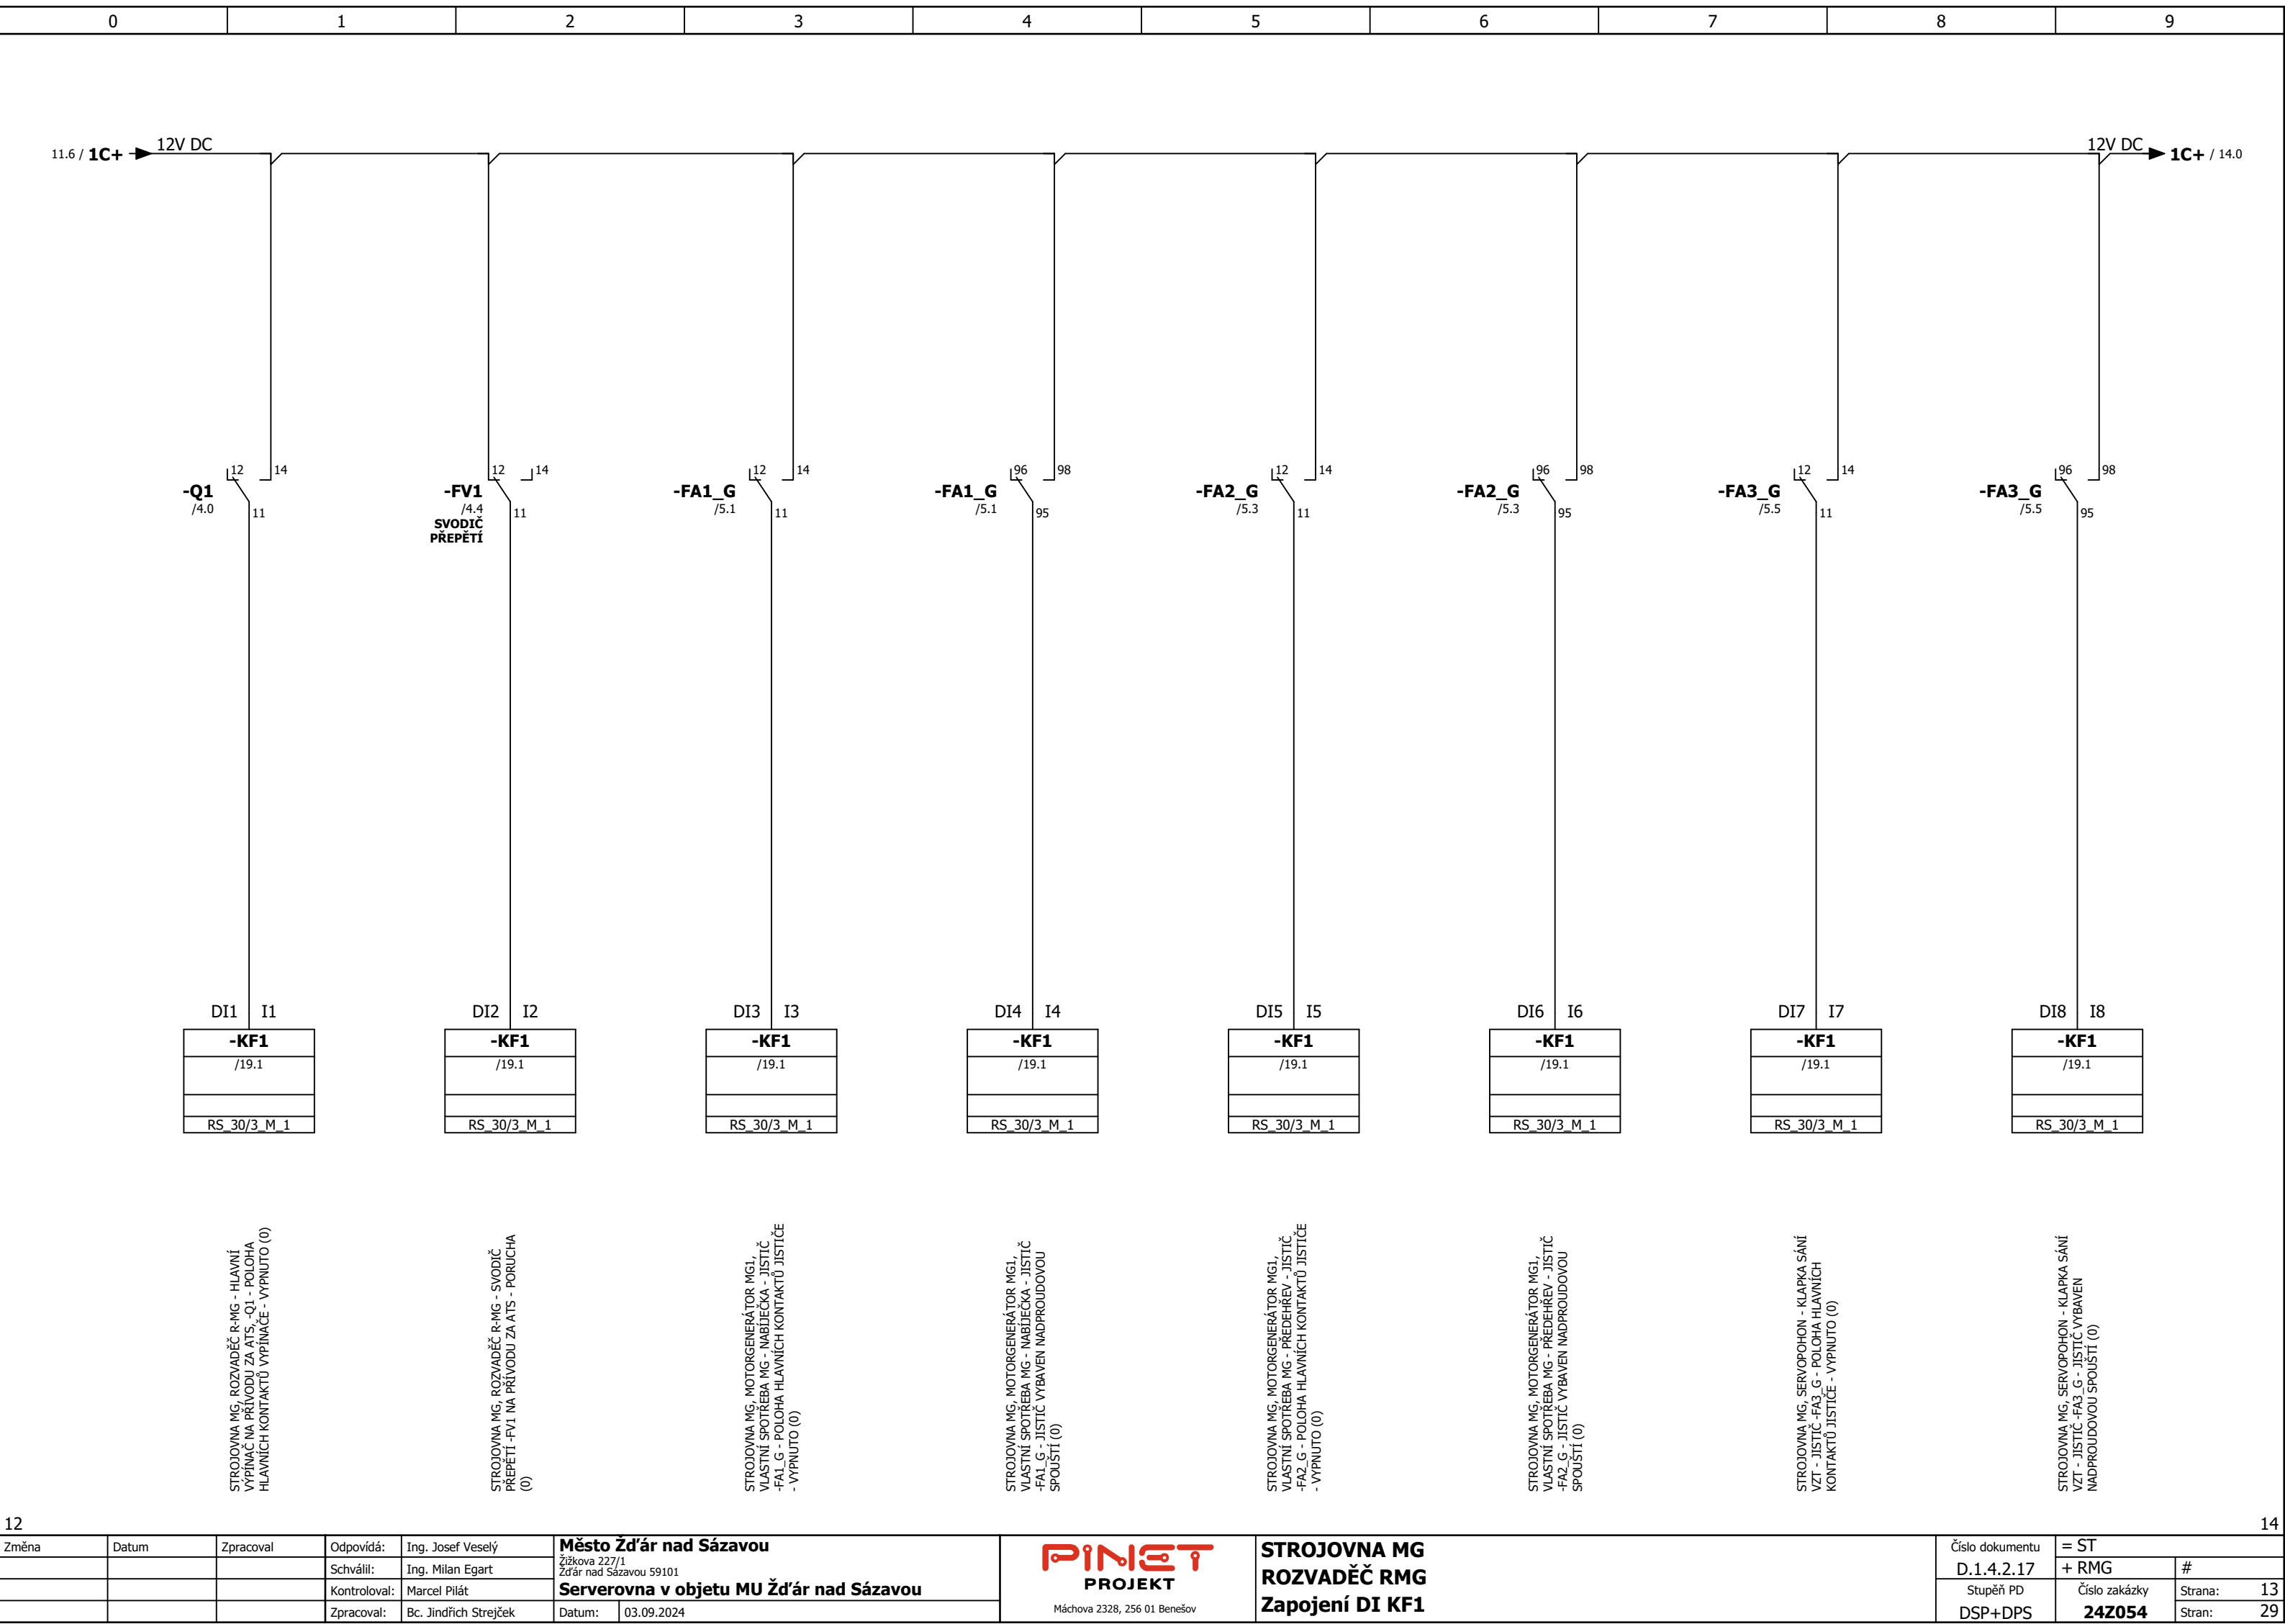 0 1 2 3 4 5 6 7 8 9
11.6 / 1C+ 12V DC
12V DC 1C+ / 14.0
12 14
-Q1
/4.0
11
12 14
-FV1
/4.4
11
SVODIČ
PŘEPĚTÍ
12 14
-FA1_G
/5.1
11
96 98
-FA1_G
/5.1
95
12 14
-FA2_G
/5.3
11
96 98
-FA2_G
/5.3
95
12 14
-FA3_G
/5.5
11
96 98
-FA3_G
/5.5
95
DI1 I1
-KF1
/19.1
RS_30/3_M_1
DI2 I2
-KF1
/19.1
RS_30/3_M_1
DI3 I3
-KF1
/19.1
RS_30/3_M_1
DI4 I4
-KF1
/19.1
RS_30/3_M_1
DI5 I5
-KF1
/19.1
RS_30/3_M_1
DI6 I6
-KF1
/19.1
RS_30/3_M_1
DI7 I7
-KF1
/19.1
RS_30/3_M_1
DI8 I8
-KF1
/19.1
RS_30/3_M_1
STROJOVNA MG, ROZVADĚČ R-MG - HLAVNÍ
VYPÍNAČ NA PŘÍVODU ZA ATS, -Q1 - POLOHA
HLAVNÍCH KONTAKTŮ VYPÍNAČE - VYPNUTO (0)
STROJOVNA MG, ROZVADĚČ R-MG - SVODIČ
PŘEPĚTÍ -FV1 NA PŘÍVODU ZA ATS - PORUCHA
(0)
STROJOVNA MG, MOTORGENERÁTOR MG1,
VLASTNÍ SPOTŘEBA MG - NABÍJEČKA - JISTIČ
-FA1_G - POLOHA HLAVNÍCH KONTAKTŮ JISTIČE
- VYPNUTO (0)
STROJOVNA MG, MOTORGENERÁTOR MG1,
VLASTNÍ SPOTŘEBA MG - NABÍJEČKA - JISTIČ
-FA1_G - JISTIČ VYBAVEN NADPROUDOVOU
SPOUŠTÍ (0)
STROJOVNA MG, MOTORGENERÁTOR MG1,
VLASTNÍ SPOTŘEBA MG - PŘEDEHŘEV - JISTIČ
-FA2_G - POLOHA HLAVNÍCH KONTAKTŮ JISTIČE
- VYPNUTO (0)
STROJOVNA MG, MOTORGENERÁTOR MG1,
VLASTNÍ SPOTŘEBA MG - PŘEDEHŘEV - JISTIČ
-FA2_G - JISTIČ VYBAVEN NADPROUDOVOU
SPOUŠTÍ (0)
STROJOVNA MG, SERVOPOHON - KLAPKA SÁNÍ
VZT - JISTIČ -FA3_G - POLOHA HLAVNÍCH
KONTAKTŮ JISTIČE - VYPNUTO (0)
STROJOVNA MG, SERVOPOHON - KLAPKA SÁNÍ
VZT - JISTIČ -FA3_G - JISTIČ VYBAVEN
NADPROUDOVOU SPOUŠTÍ (0)
12
14
Změna Datum Zpracoval
Odpovídá: Ing. Josef Veselý
Schválil: Ing. Milan Egart
Kontroloval: Marcel Pilát
Zpracoval: Bc. Jindřich Strejček
Město Žďár nad Sázavou
Žižkova 227/1
Žďár nad Sázavou 59101
Serverovna v objetu MU Žďár nad Sázavou
Datum: 03.09.2024
PINET
PROJEKT
Máchova 2328, 256 01 Benešov
STROJOVNA MG
ROZVADĚČ RMG
Zapojení DI KF1
Číslo dokumentu
D.1.4.2.17
Stupěň PD
DSP+DPS
= ST
+ RMG #
Číslo zakázky
24Z054
Strana: 13
Stran: 29